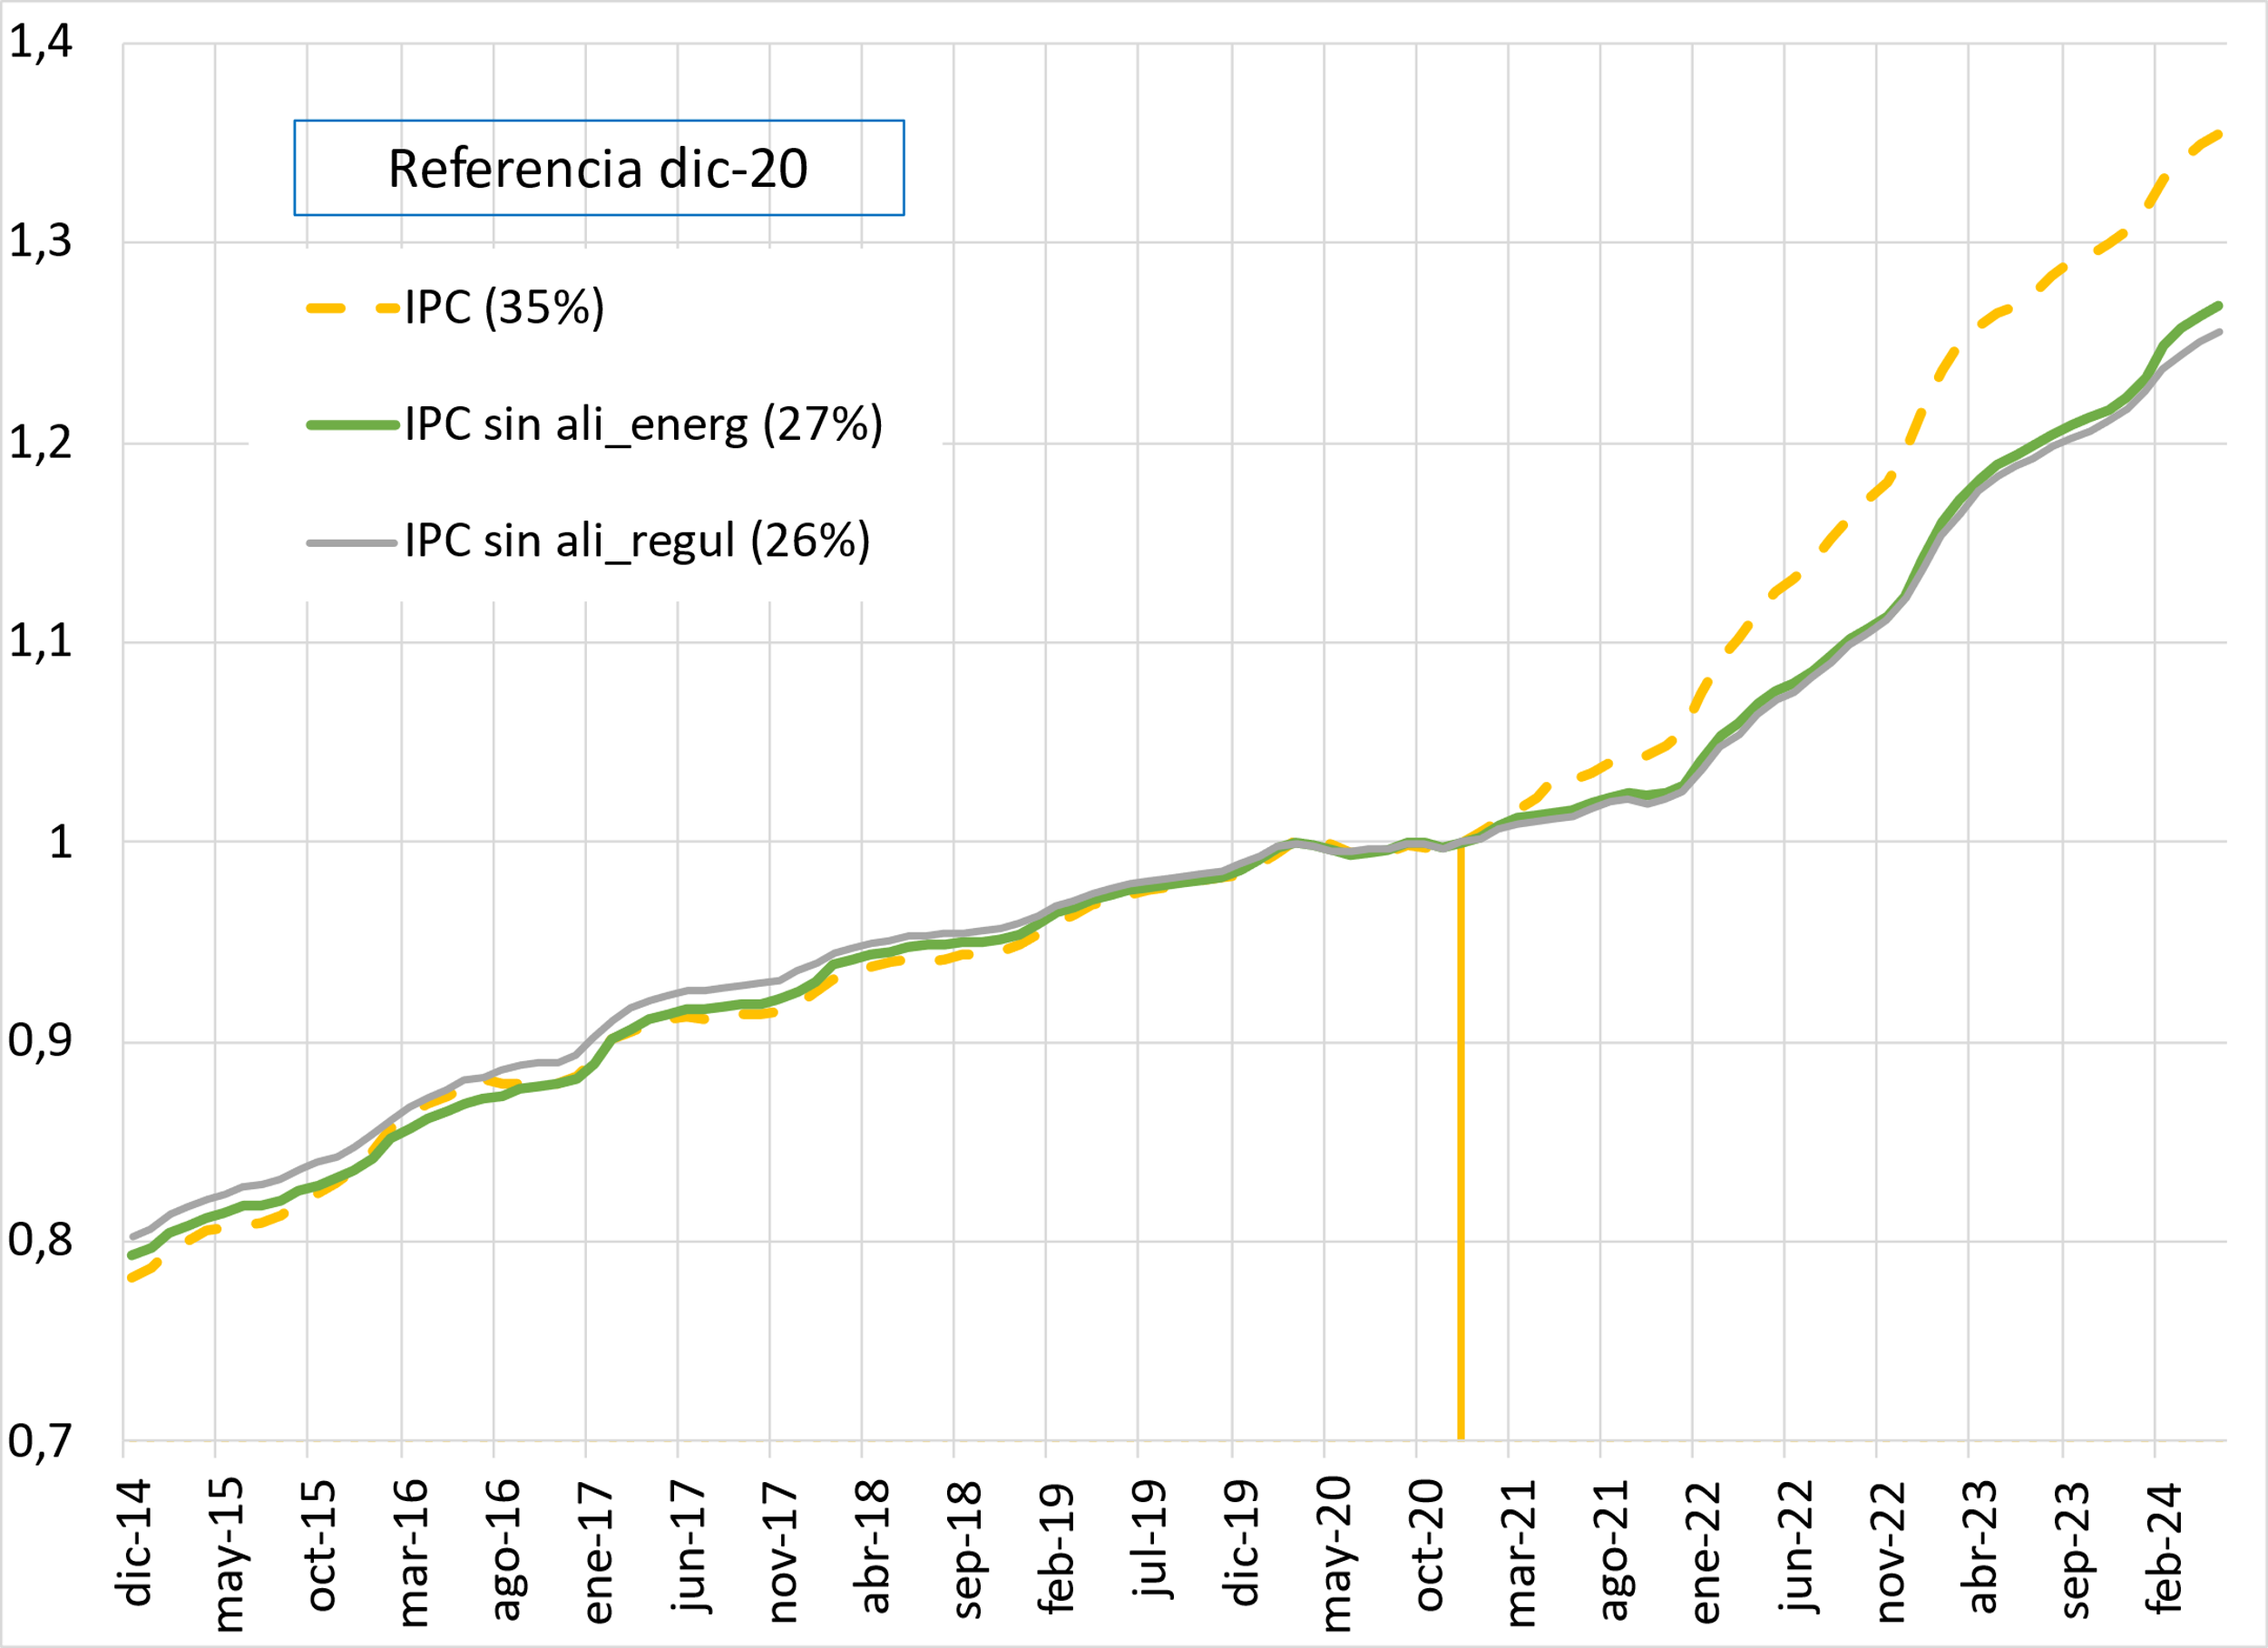 1,4
1,3
1,2
1,1
1
0,9
0,8
0,7
Referencia dic-20
IPC (35%)
IPC sin ali_energ (27%)
IPC sin ali_regul (26%)
dic-14
may-15
oct-15
mar-16
ago-16
ene-17
jun-17
nov-17
abr-18
sep-18
feb-19
jul-19
dic-19
may-20
oct-20
mar-21
ago-21
ene-22
jun-22
nov-22
abr-23
sep-23
feb-24